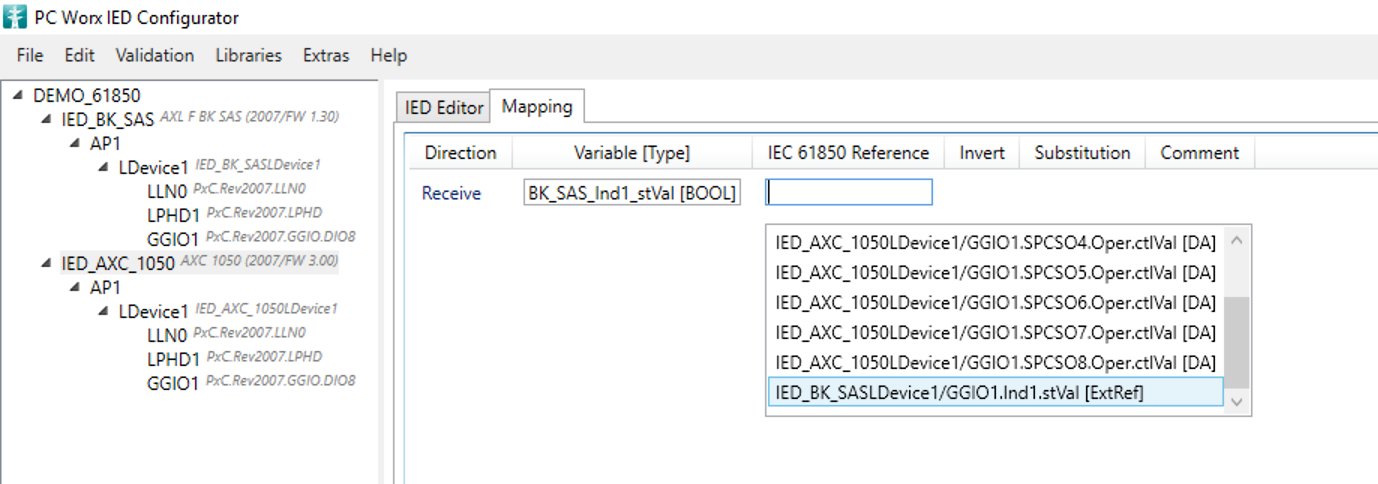 PC Worx IED Configurator
File Edit Validation Libraries Extras Help
DEMO_61850
IED_BK_SAS AXL F BK SAS (2007/FW 1.30)
AP1
LDevice1 IED_BK_SASLDevice1
LLN0 PxC.Rev2007.LLN0
LPHD1 PxC.Rev2007.LPHD
GGIO1 PxC.Rev2007.GGIO.DIO8
IED_AXC_1050 AXC 1050 (2007/FW 3.00)
AP1
LDevice1 IED_AXC_1050LDevice1
LLN0 PxC.Rev2007.LLN0
LPHD1 PxC.Rev2007.LPHD
GGIO1 PxC.Rev2007.GGIO.DIO8
IED Editor Mapping
Direction Variable [Type] IEC 61850 Reference Invert Substitution Comment
Receive BK_SAS_Ind1_stVal [BOOL]
IED_AXC_1050LDevice1/GGIO1.SPCSO4.Oper.ctlVal [DA]
IED_AXC_1050LDevice1/GGIO1.SPCSO5.Oper.ctlVal [DA]
IED_AXC_1050LDevice1/GGIO1.SPCSO6.Oper.ctlVal [DA]
IED_AXC_1050LDevice1/GGIO1.SPCSO7.Oper.ctlVal [DA]
IED_AXC_1050LDevice1/GGIO1.SPCSO8.Oper.ctlVal [DA]
IED_BK_SASLDevice1/GGIO1.Ind1.stVal [ExtRef]